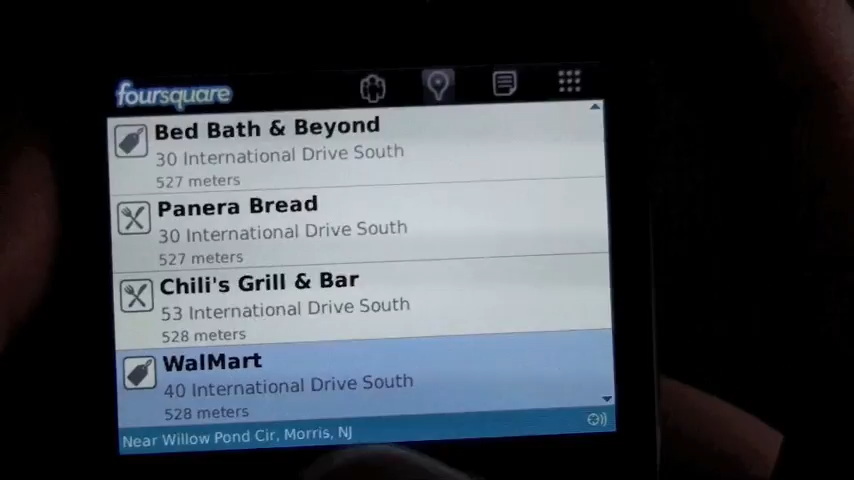 foursquare
Bed Bath & Beyond
30 International Drive South
527 meters
Panera Bread
30 International Drive South
527 meters
Chili's Grill & Bar
53 International Drive South
528 meters
WalMart
40 International Drive South
528 meters
Near Willow Pond Cir, Morris, NJ